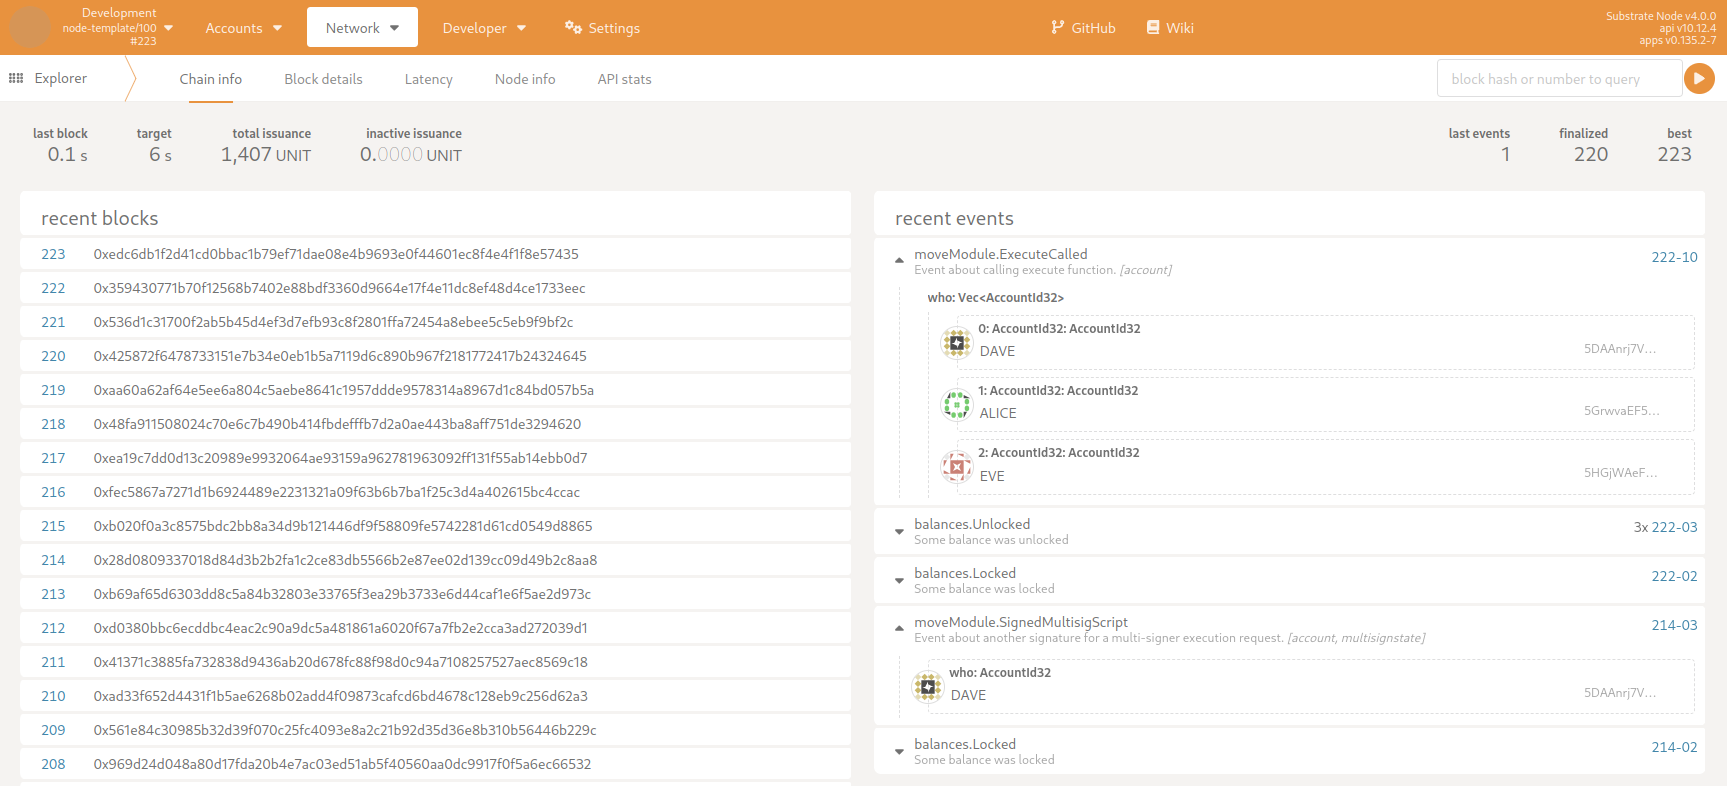 Development
node-template/100
#223
Accounts
Network
Developer
Settings
GitHub
Wiki
Substrate Node v4.0.0
api v10.12.4
apps v0.135.2-7
Explorer
Chain info
Block details
Latency
Node info
API stats
block hash or number to query
last block
0.1 s
target
6 s
total issuance
1,407 UNIT
inactive issuance
0.0000 UNIT
last events
1
finalized
220
best
223
recent blocks
223 0xedc6db1f2d41cd0bbac1b79ef71dae08e4b9693e0f44601ec8f4e4f1f8e57435
222 0x359430771b70f12568b7402e88bdf3360d9664e17f4e11dc8ef48d4ce1733eec
221 0x536d1c31700f2ab5b45d4ef3d7efb93c8f2801ffa72454a8ebee5c5eb9f9bf2c
220 0x425872f6478733151e7b34e0eb1b5a7119d6c890b967f2181772417b24324645
219 0xaa60a62af64e5ee6a804c5aebe8641c1957ddde9578314a8967d1c84bd057b5a
218 0x48fa911508024c70e6c7b490b414fbdefffb7d2a0ae443ba8aff751de3294620
217 0xea19c7dd0d13c20989e9932064ae93159a962781963092ff131f55ab14ebb0d7
216 0xfec5867a7271d1b6924489e2231321a09f63b6b7ba1f25c3d4a402615bc4ccac
215 0xb020f0a3c8575bdc2bb8a34d9b121446df9f58809fe5742281d61cd0549d8865
214 0x28d0809337018d84d3b2b2fa1c2ce83db5566b2e87ee02d139cc09d49b2c8aa8
213 0xb69af65d6303dd8c5a84b32803e33765f3ea29b3733e6d44caf1e6f5ae2d973c
212 0xd0380bbc6ecddbc4eac2c90a9dc5a481861a6020f67a7fb2e2cca3ad272039d1
211 0x41371c3885fa732838d9436ab20d678fc88f98d0c94a7108257527aec8569c18
210 0xad33f652d4431f1b5ae6268b02add4f09873cafcd6bd4678c128eb9c256d62a3
209 0x561e84c30985b32d39f070c25fc4093e8a2c21b92d35d36e8b310b56446b229c
208 0x969d24d048a80d17fda20b4e7ac03ed51ab5f40560aa0dc9917f0f5a6ec66532
recent events
moveModule.ExecuteCalled 222-10
Event about calling execute function. [account]
who: Vec<AccountId32>
0: AccountId32: AccountId32
DAVE 5DAAnrj7V...
1: AccountId32: AccountId32
ALICE 5GrwvaEF5...
2: AccountId32: AccountId32
EVE 5HGjWAeF...
balances.Unlocked 3x 222-03
Some balance was unlocked
balances.Locked 222-02
Some balance was locked
moveModule.SignedMultisigScript 214-03
Event about another signature for a multi-signer execution request. [account, multisignstate]
who: AccountId32
DAVE 5DAAnrj7V...
balances.Locked 214-02
Some balance was locked